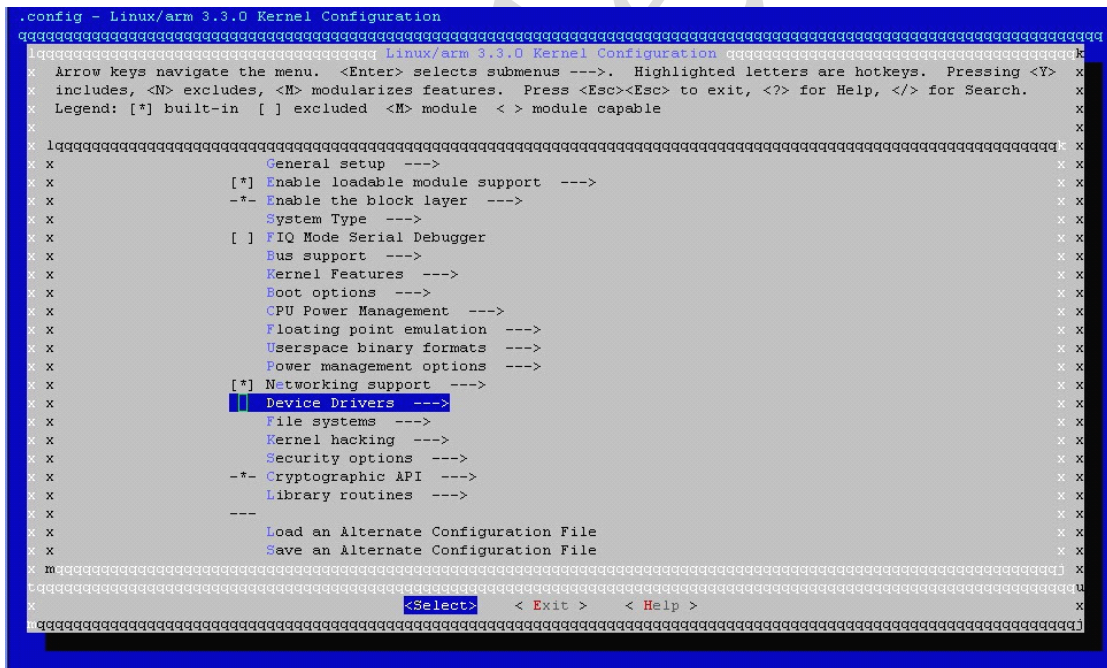 .config - Linux/arm 3.3.0 Kernel Configuration
Linux/arm 3.3.0 Kernel Configuration
Arrow keys navigate the menu. <Enter> selects submenus --->. Highlighted letters are hotkeys. Pressing <Y>
includes, <N> excludes, <M> modularizes features. Press <Esc><Esc> to exit, <?> for Help, </> for Search.
Legend: [*] built-in [ ] excluded <M> module < > module capable
General setup --->
[*] Enable loadable module support --->
-*- Enable the block layer --->
System Type --->
[ ] FIQ Mode Serial Debugger
Bus support --->
Kernel Features --->
Boot options --->
CPU Power Management --->
Floating point emulation --->
Userspace binary formats --->
Power management options --->
[*] Networking support --->
Device Drivers --->
File systems --->
Kernel hacking --->
Security options --->
-*- Cryptographic API --->
Library routines --->
---
Load an Alternate Configuration File
Save an Alternate Configuration File
<Select> < Exit > < Help >